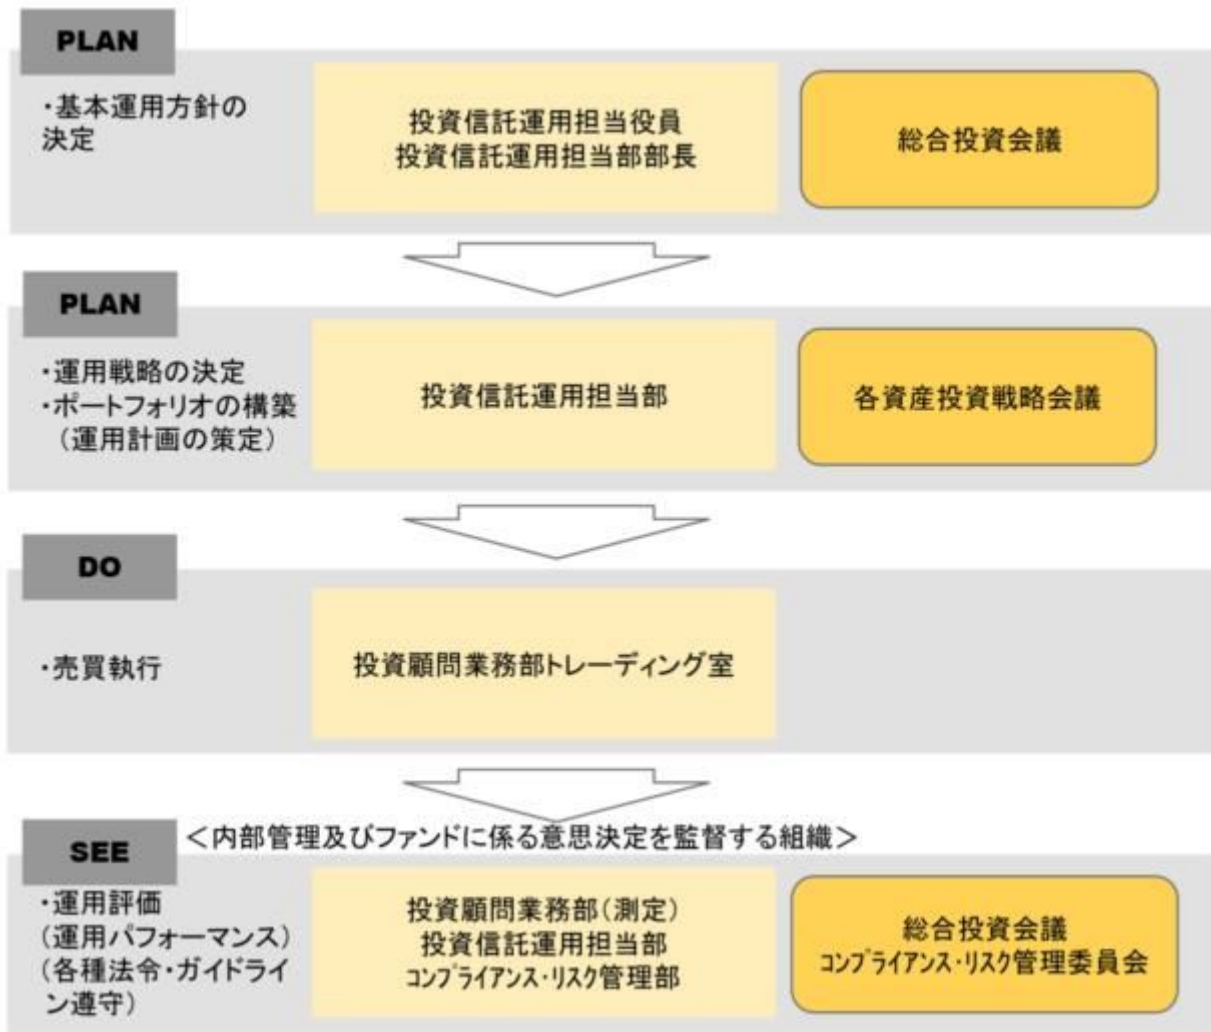 PLAN
・基本運用方針の
決定
投資信託運用担当役員
投資信託運用担当部部長
総合投資会議
PLAN
・運用戦略の決定
・ポートフォリオの構築
（運用計画の策定）
投資信託運用担当部
各資産投資戦略会議
DO
・売買執行
投資顧問業務部トレーディング室
SEE
＜内部管理及びファンドに係る意思決定を監督する組織＞
・運用評価
(運用パフォーマンス)
(各種法令・ガイドライ
ン遵守)
投資顧問業務部(測定)
投資信託運用担当部
ｺﾝﾌﾟﾗｲｱﾝｽ・ﾘｽｸ管理部
総合投資会議
ｺﾝﾌﾟﾗｲｱﾝｽ・ﾘｽｸ管理委員会